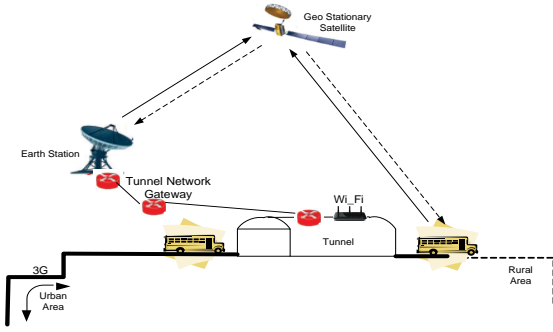 Geo Stationary
Satellite
Earth Station
Tunnel Network
Gateway
Wi_Fi
Tunnel
3G
Urban
Area
Rural
Area